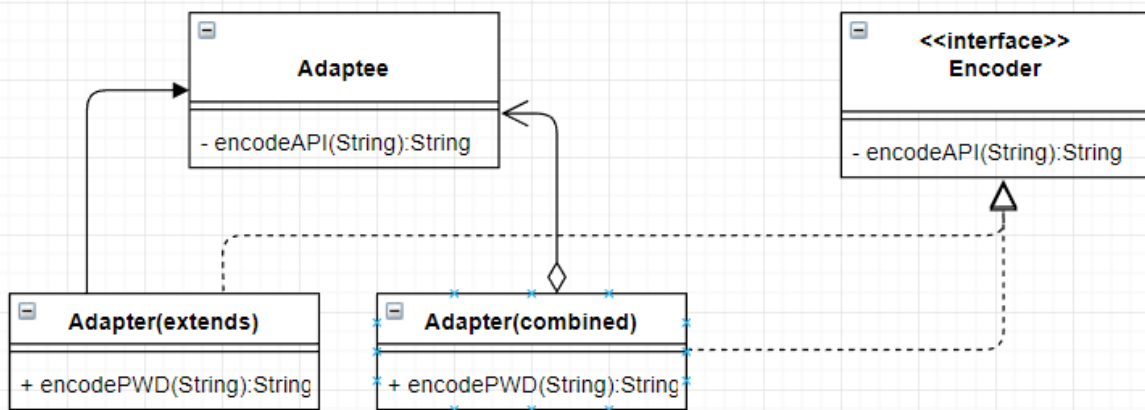 Adaptee
- encodeAPI(String):String
<<interface>>
Encoder
- encodeAPI(String):String
Adapter(extends)
+ encodePWD(String):String
Adapter(combined)
+ encodePWD(String):String